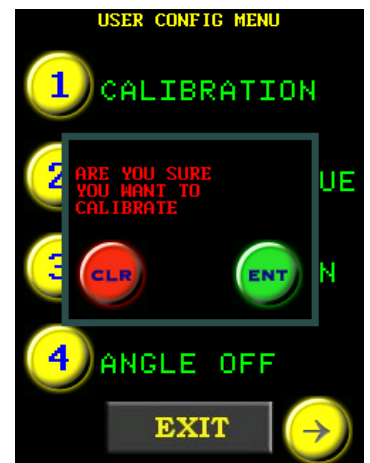 USER CONFIG MENU
1 CALIBRATION
2 UE
ARE YOU SURE
YOU WANT TO
CALIBRATE
3 N
CLR ENT
4 ANGLE OFF
EXIT